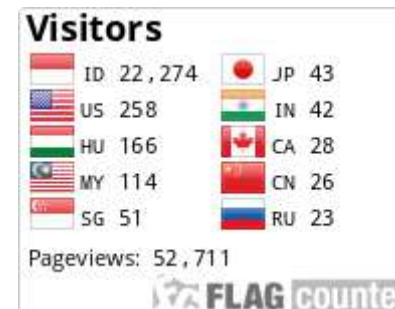 Visitors
ID 22,274 JP 43
US 258 IN 42
HU 166 CA 28
MY 114 CN 26
SG 51 RU 23
Pageviews: 52,711
FLAG counte